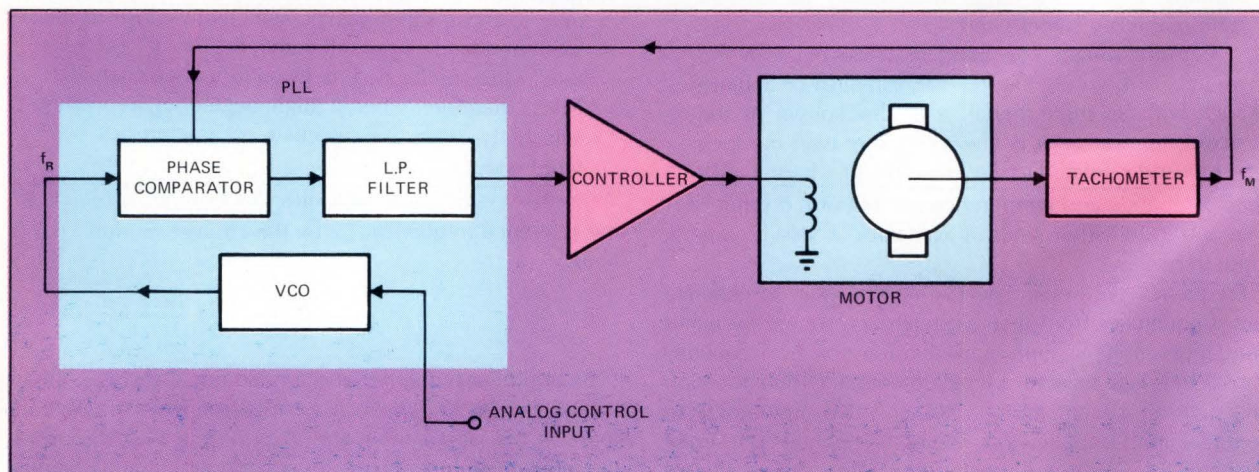 PLL
f_R
PHASE
COMPARATOR
L.P.
FILTER
VCO
ANALOG CONTROL
INPUT
CONTROLLER
MOTOR
TACHOMETER
f_M